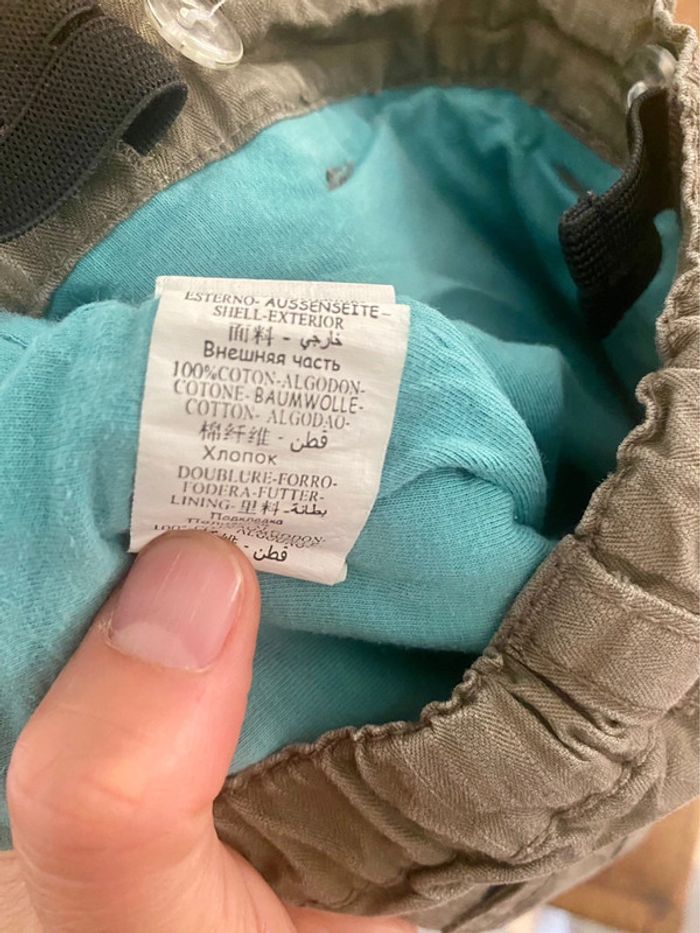 ESTERNO- AUSSENSEITE-
SHELL-EXTERIOR
面料 - خارجي
Внешняя часть
100%COTON-ALGODON-
COTONE- BAUMWOLLE-
COTTON- ALGODAO-
棉纤维 - قطن
Хлопок
DOUBLURE-FORRO-
FODERA-FUTTER-
LINING- 里料 - بطانة
Подкладка
قطن